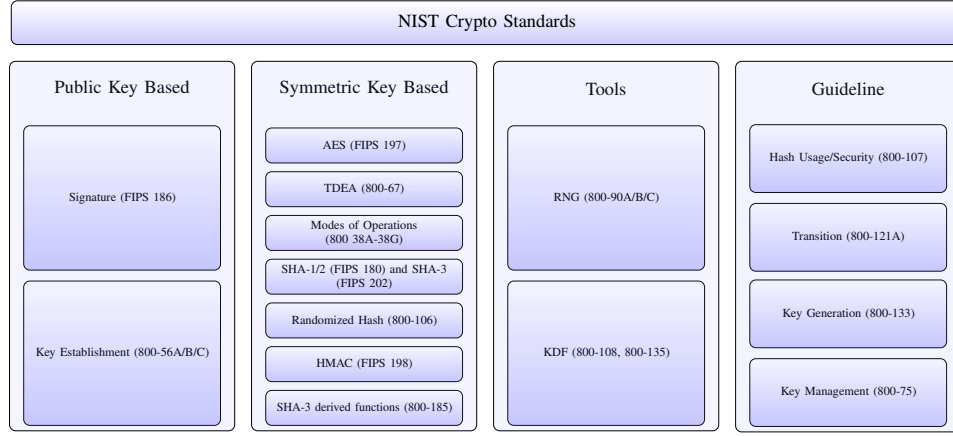 NIST Crypto Standards
Public Key Based
Signature (FIPS 186)
Key Establishment (800-56A/B/C)
Symmetric Key Based
AES (FIPS 197)
TDEA (800-67)
Modes of Operations
(800 38A-38G)
SHA-1/2 (FIPS 180) and SHA-3
(FIPS 202)
Randomized Hash (800-106)
HMAC (FIPS 198)
SHA-3 derived functions (800-185)
Tools
RNG (800-90A/B/C)
KDF (800-108, 800-135)
Guideline
Hash Usage/Security (800-107)
Transition (800-121A)
Key Generation (800-133)
Key Management (800-75)